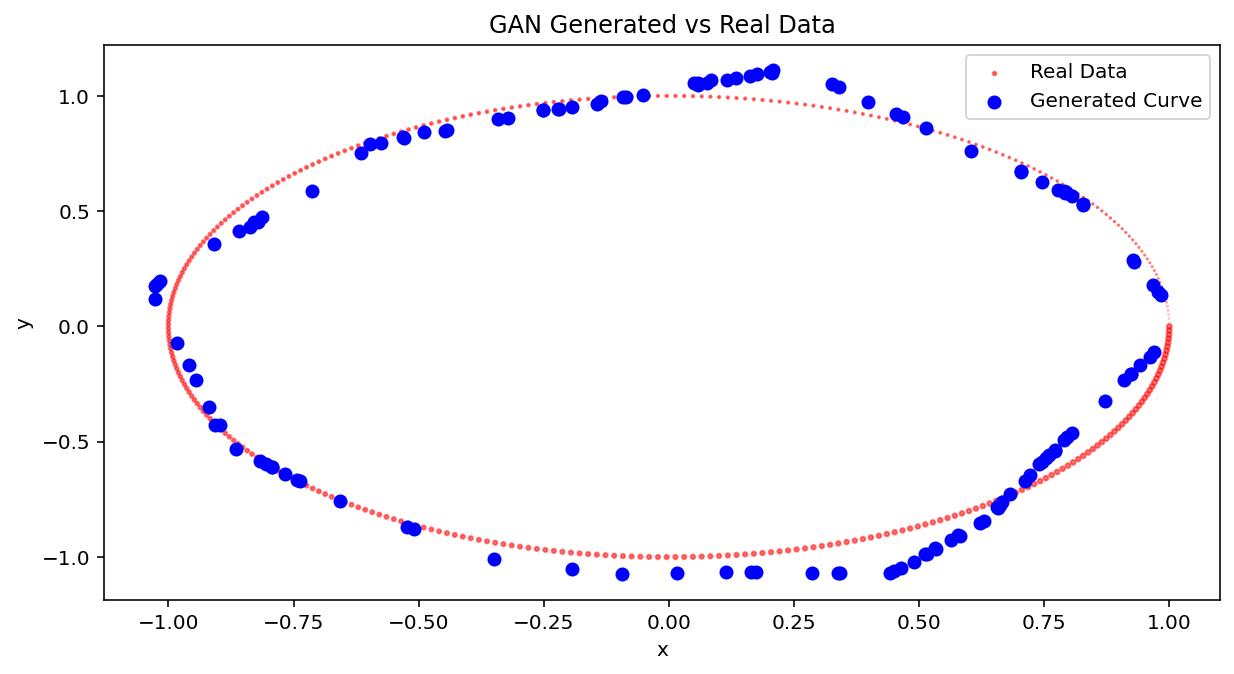 GAN Generated vs Real Data
Real Data
Generated Curve
1.0
0.5
0.0
−0.5
−1.0
y
−1.00 −0.75 −0.50 −0.25 0.00 0.25 0.50 0.75 1.00
x